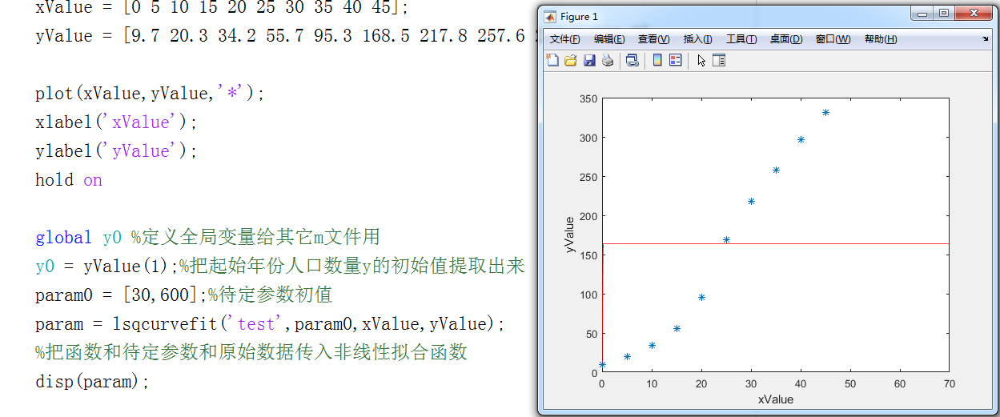 xValue = [0 5 10 15 20 25 30 35 40 45];
yValue = [9.7 20.3 34.2 55.7 95.3 168.5 217.8 257.6
plot(xValue,yValue,'*');
xlabel('xValue');
ylabel('yValue');
hold on
global y0 %定义全局变量给其它m文件用
y0 = yValue(1);%把起始年份人口数量y的初始值提取出来
param0 = [30,600];%待定参数初值
param = lsqcurvefit('test',param0,xValue,yValue);
%把函数和待定参数和原始数据传入非线性拟合函数
disp(param);
Figure 1
文件(F) 编辑(E) 查看(V) 插入(I) 工具(T) 桌面(D) 窗口(W) 帮助(H)
350
300
250
200
150
100
50
0
yValue
0 10 20 30 40 50 60 70
xValue